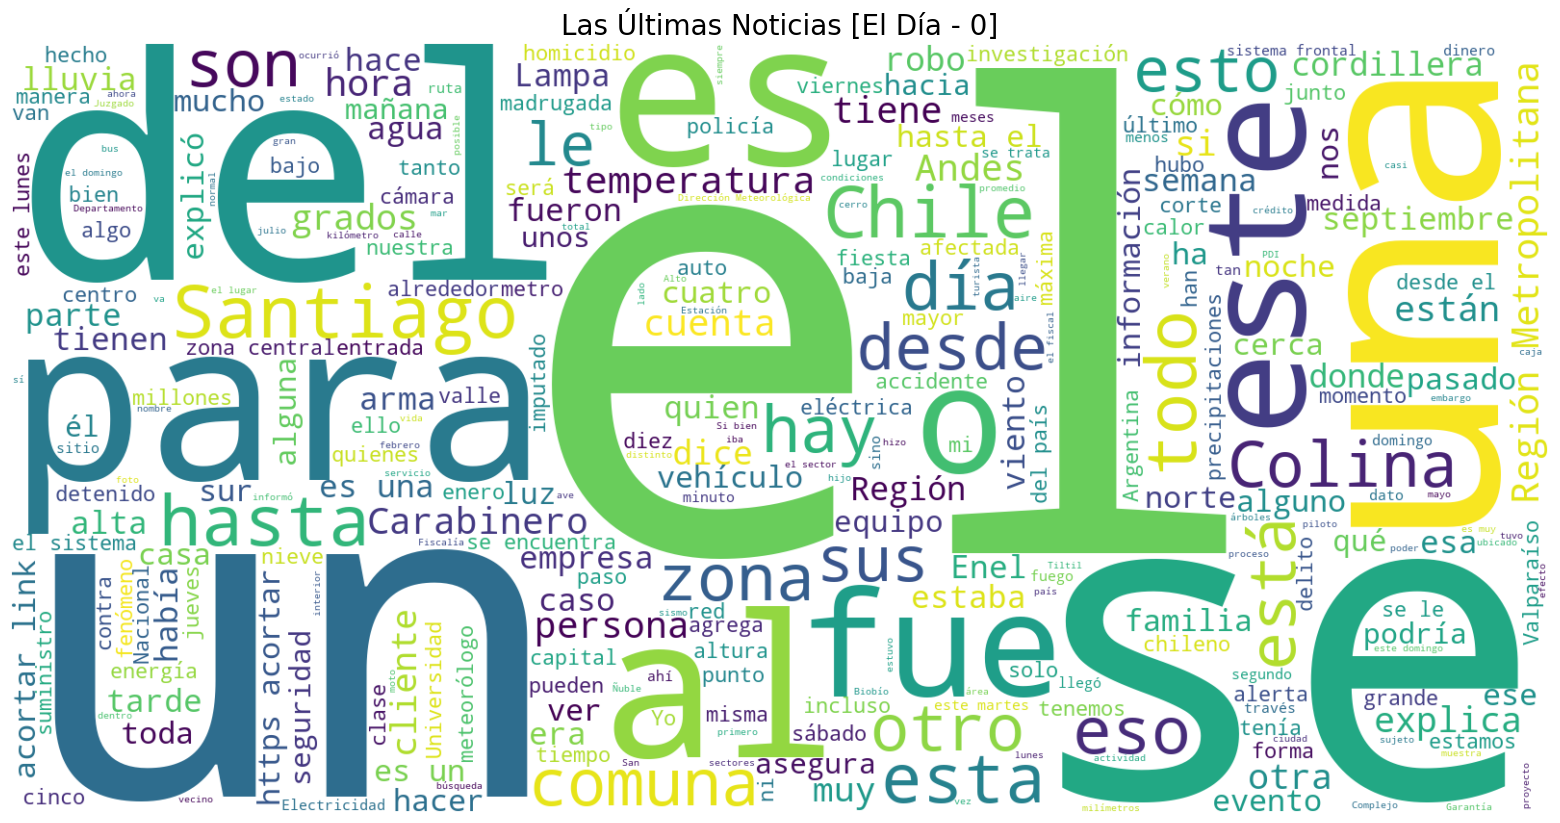 Las Últimas Noticias [El Día - 0]
hecho
ocurrió
son
hace
homicidio
siempre
robo
investigación
sistema frontal
dinero
lluvia
hora
Lampa
viernes
hacia
esto
cordillera
manera
ahora
Juzgado
estado
mucho
mañana
ruta
madrugada
tiene
cómo
junto
van
del
agua
policía
meses
último
menos
si
nos
una
este
es
el
le
tipo
hasta el
hubo
casi
bus
gran
bajo
tanto
posible
lugar
se trata
Andes
semana
el domingo
bien
normal
explicó
cámara
será
temperatura
condiciones
promedio
información
corte
crédito
medida
septiembre
Departamento
mar
fueron
Dirección Meteorológica
Chile
cerro
calor
algo
julio
grados
kilómetro
calle
nuestra
unos
total
fiesta
afectada
ha
PDI
noche
este lunes
centro
va
el lugar
alrededormetro
auto
Alto
cuatro
baja
día
turistas
llegar
aire
máxima
han
tan
verano
desde el
están
Región Metropolitana
parte
Santiago
lado
Estación
cuenta
mayor
el fiscal
todo
precipitaciones
cerca
tienen
zona centralentrada
desde
accidente
donde
pasado
caja
sí
para
millones
nombre
alguna
arma
valle
ello
vida
imputado
quien
eléctrica
viento
del país
Argentina
momento
embargo
él
sitio
quienes
febrero
servicio
diez
distinto
Si bien
iba
dice
hay
o
mi
sino
hizo
Colina
domingo
detenido
foto
sur
informó
es una
enero
luz
ave
vehículo
el sector
minuto
hijo
Región
norte
alguno
dato
mayo
alta
hasta
Carabinero
equipo
árboles
piloto
es muy
el sistema
casa
nieve
Fiscalía
se encuentra
empresa
zona
sus
Enel
Tiltil
fuego
proceso
está
qué
poder
esa
ubicado
tuvo
acortar link
suministro
contra
fenómeno
Nacional
había
jueves
https acortar
interior
un
paso
caso
red
sismo
estaba
país
delito
se le
podría
este domingo
Valparaíso
efecto
energía
seguridad
cliente
Universidad
meteorólogo
persona
agrega
al
fue
se
familia
chileno
tarde
dentro
toda
clase
moto
capital
altura
pueden
Ñuble
ahí
punto
estuvo
Biobío
área
solo
llegó
segundo
alerta
través
grande
ese
ver
Yo
misma
incluso
este martes
tenemos
tenía
explica
era
primero
sábado
otro
eso
ciudad
forma
sujeto
estamos
tiempo
es un
San
sectores
asegura
lunes
actividad
otra
muestra
cinco
vecino
Electricidad
hacer
búsqueda
comuna
ni
muy
esta
vez
milímetros
evento
Complejo
Garantía
proyecto